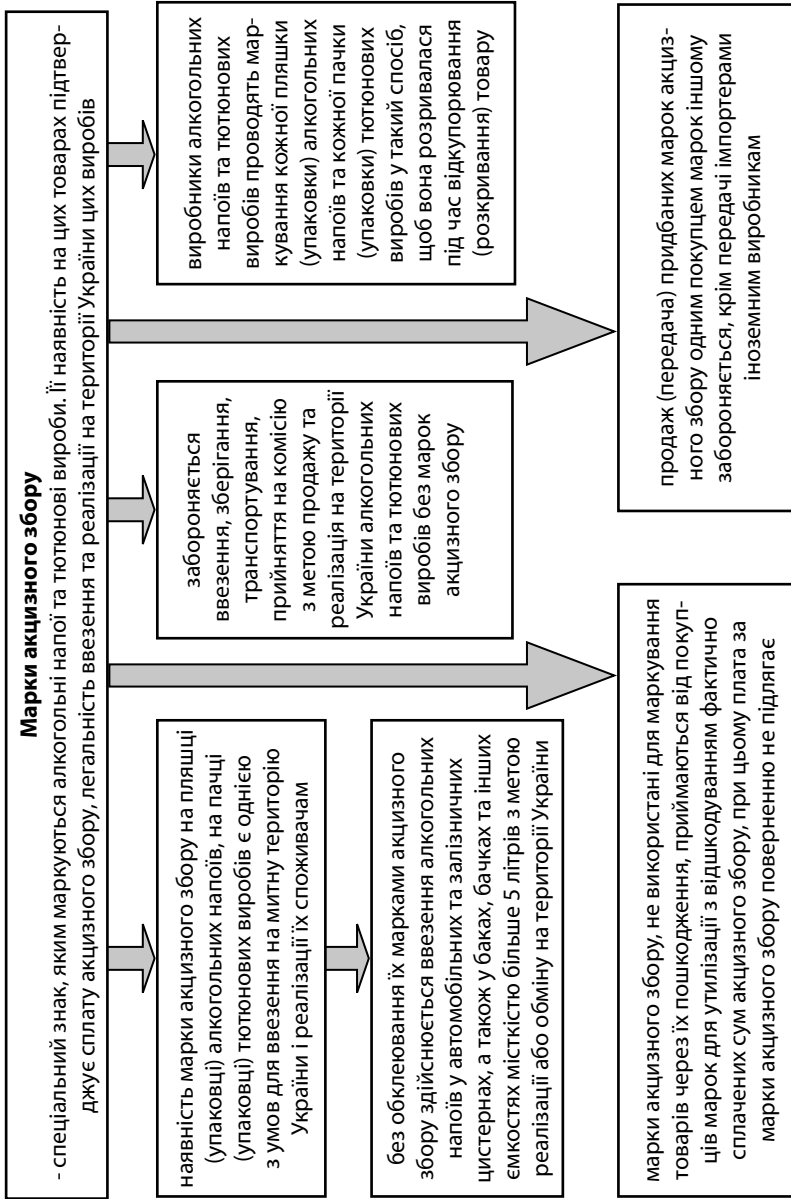 Марки акцизного збору
- спеціальний знак, яким маркуються алкогольні напої та тютюнові вироби. Її наявність на цих товарах підтвер-
джує сплату акцизного збору, легальність ввезення та реалізації на території України цих виробів
наявність марки акцизного збору на пляшці
(упаковці) алкогольних напоїв, на пачці
(упаковці) тютюнових виробів є однією
з умов для ввезення на митну територію
України і реалізації їх споживачам
забороняється
ввезення, зберігання,
транспортування,
прийняття на комісію
з метою продажу та
реалізація на території
України алкогольних
напоїв та тютюнових
виробів без марок
акцизного збору
виробники алкогольних
напоїв та тютюнових
виробів проводять мар-
кування кожної пляшки
(упаковки) алкогольних
напоїв та кожної пачки
(упаковки) тютюнових
виробів у такий спосіб,
щоб вона розривалася
під час відкупорювання
(розкривання) товару
без обклеювання їх марками акцизного
збору здійснюється ввезення алкогольних
напоїв у автомобільних та залізничних
цистернах, а також у баках, бачках та інших
ємкостях місткістю більше 5 літрів з метою
реалізації або обміну на території України
марки акцизного збору, не використані для маркування
товарів через їх пошкодження, приймаються від покуп-
ців марок для утилізації з відшкодуванням фактично
сплачених сум акцизного збору, при цьому плата за
марки акцизного збору поверненню не підлягає
продаж (передача) придбаних марок акциз-
ного збору одним покупцем марок іншому
забороняється, крім передачі імпортерами
іноземним виробникам